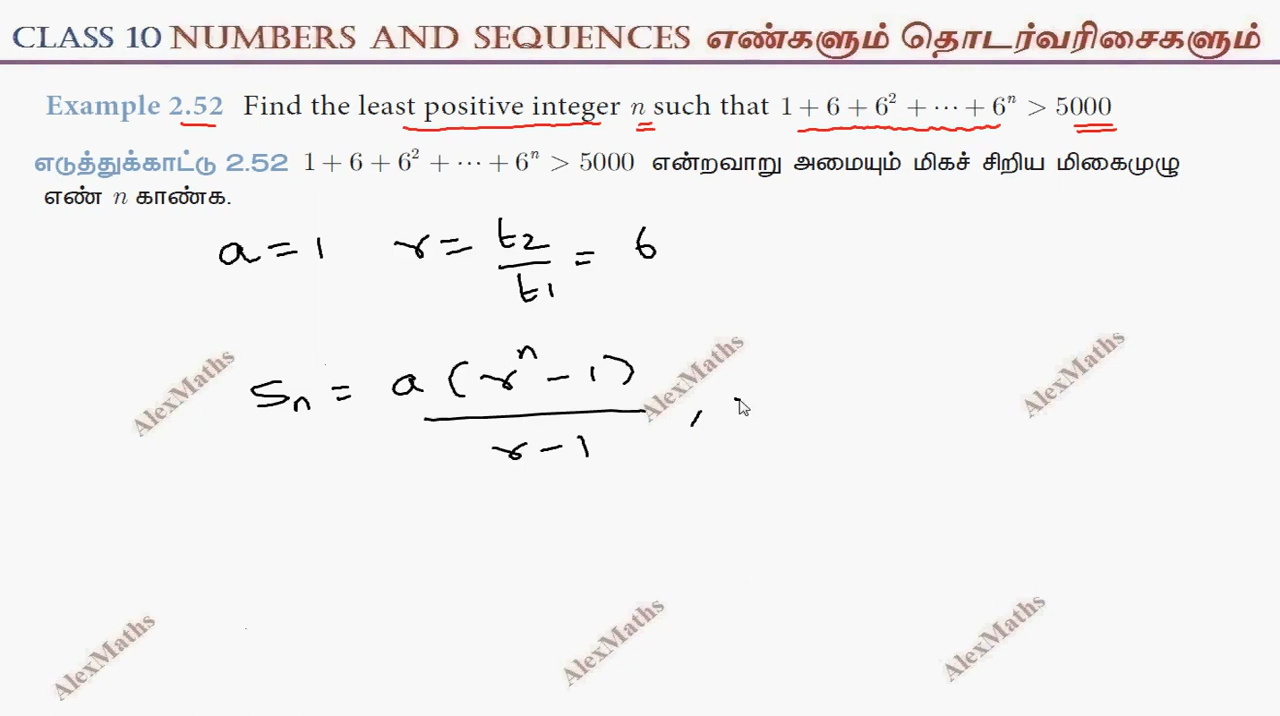 CLASS 10 NUMBERS AND SEQUENCES எண்களும் தொடர்வரிசைகளும்
Example 2.52 Find the least positive integer n such that 1 + 6 + 6² + ⋯ + 6ⁿ > 5000
எடுத்துக்காட்டு 2.52 1 + 6 + 6² + ⋯ + 6ⁿ > 5000 என்றவாறு அமையும் மிகச் சிறிய மிகைமுழு
எண் n காண்க.
a = 1 r = t2/t1 = 6
AlexMaths AlexMaths AlexMaths
Sn = a(rⁿ - 1)/r - 1 ,
AlexMaths AlexMaths AlexMaths